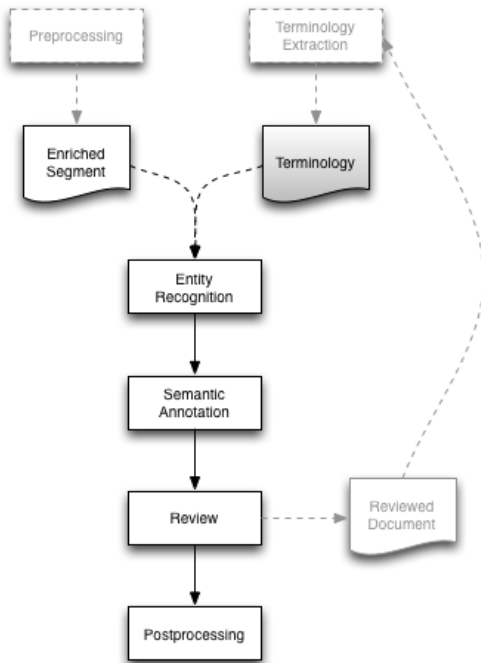 Preprocessing
Terminology
Extraction
Enriched
Segment
Terminology
Entity
Recognition
Semantic
Annotation
Review
Reviewed
Document
Postprocessing